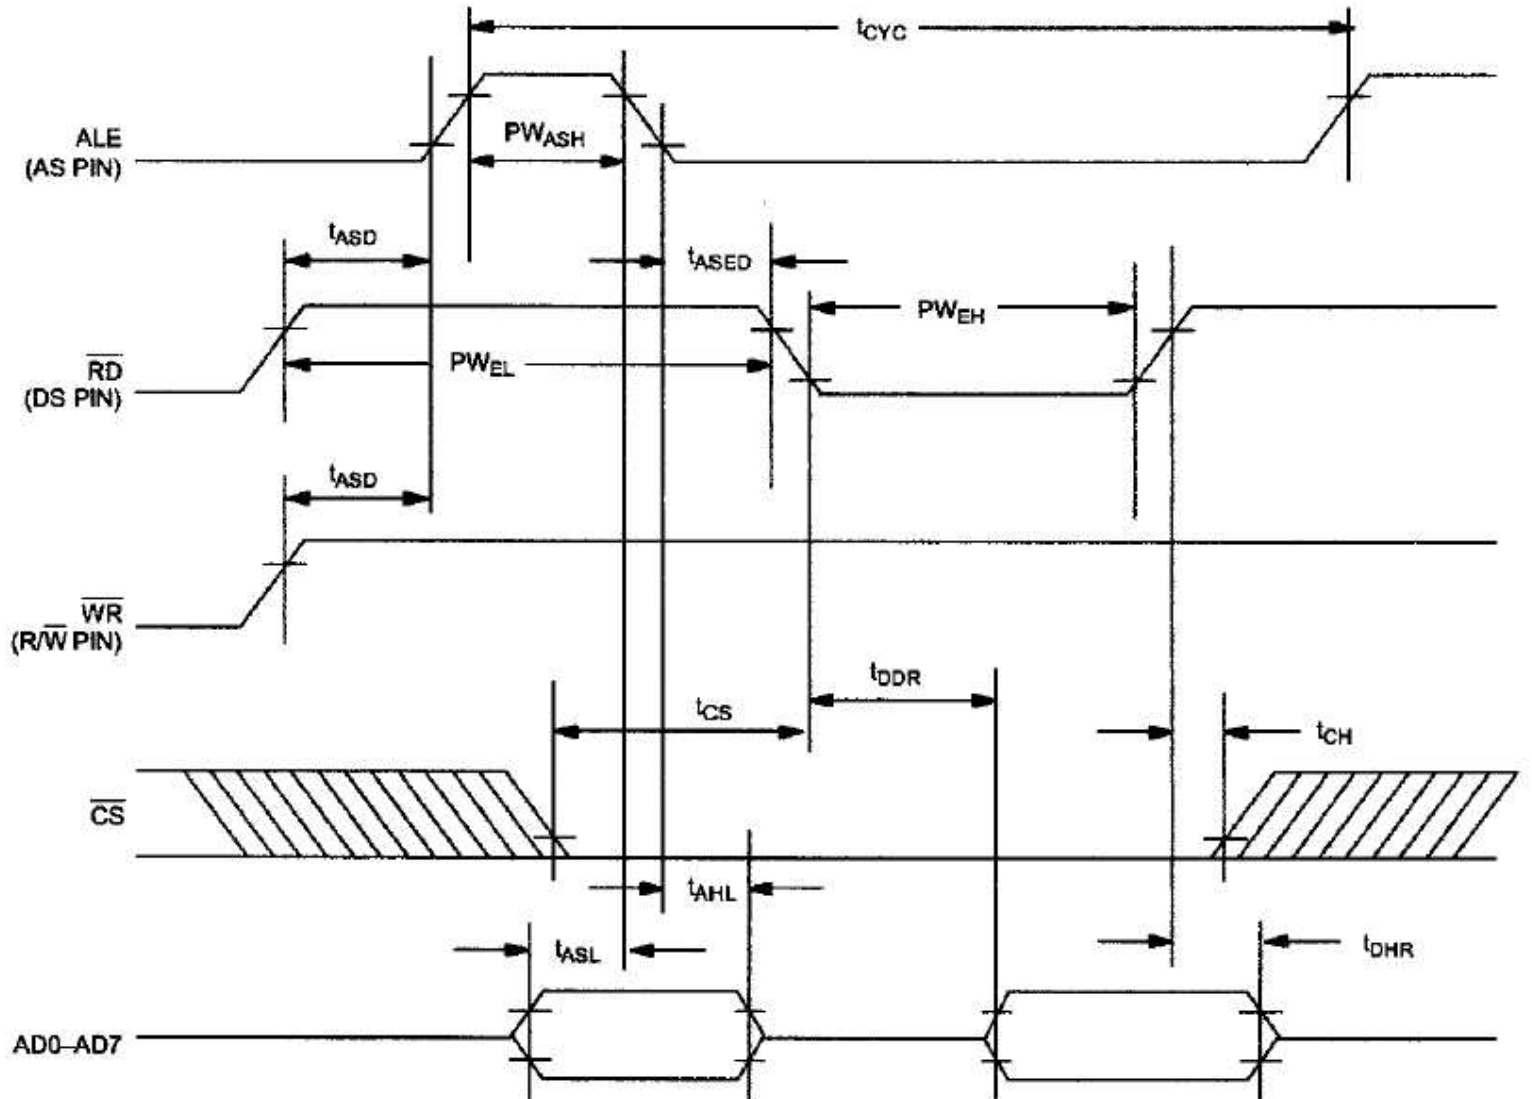 tCYC
ALE
(AS PIN)
PWASH
tASD
tASED
RD
(DS PIN)
PWEL
PWEH
tASD
WR
(R/W PIN)
tDDR
tCS
tCH
CS
tAHL
tASL
tDHR
AD0–AD7